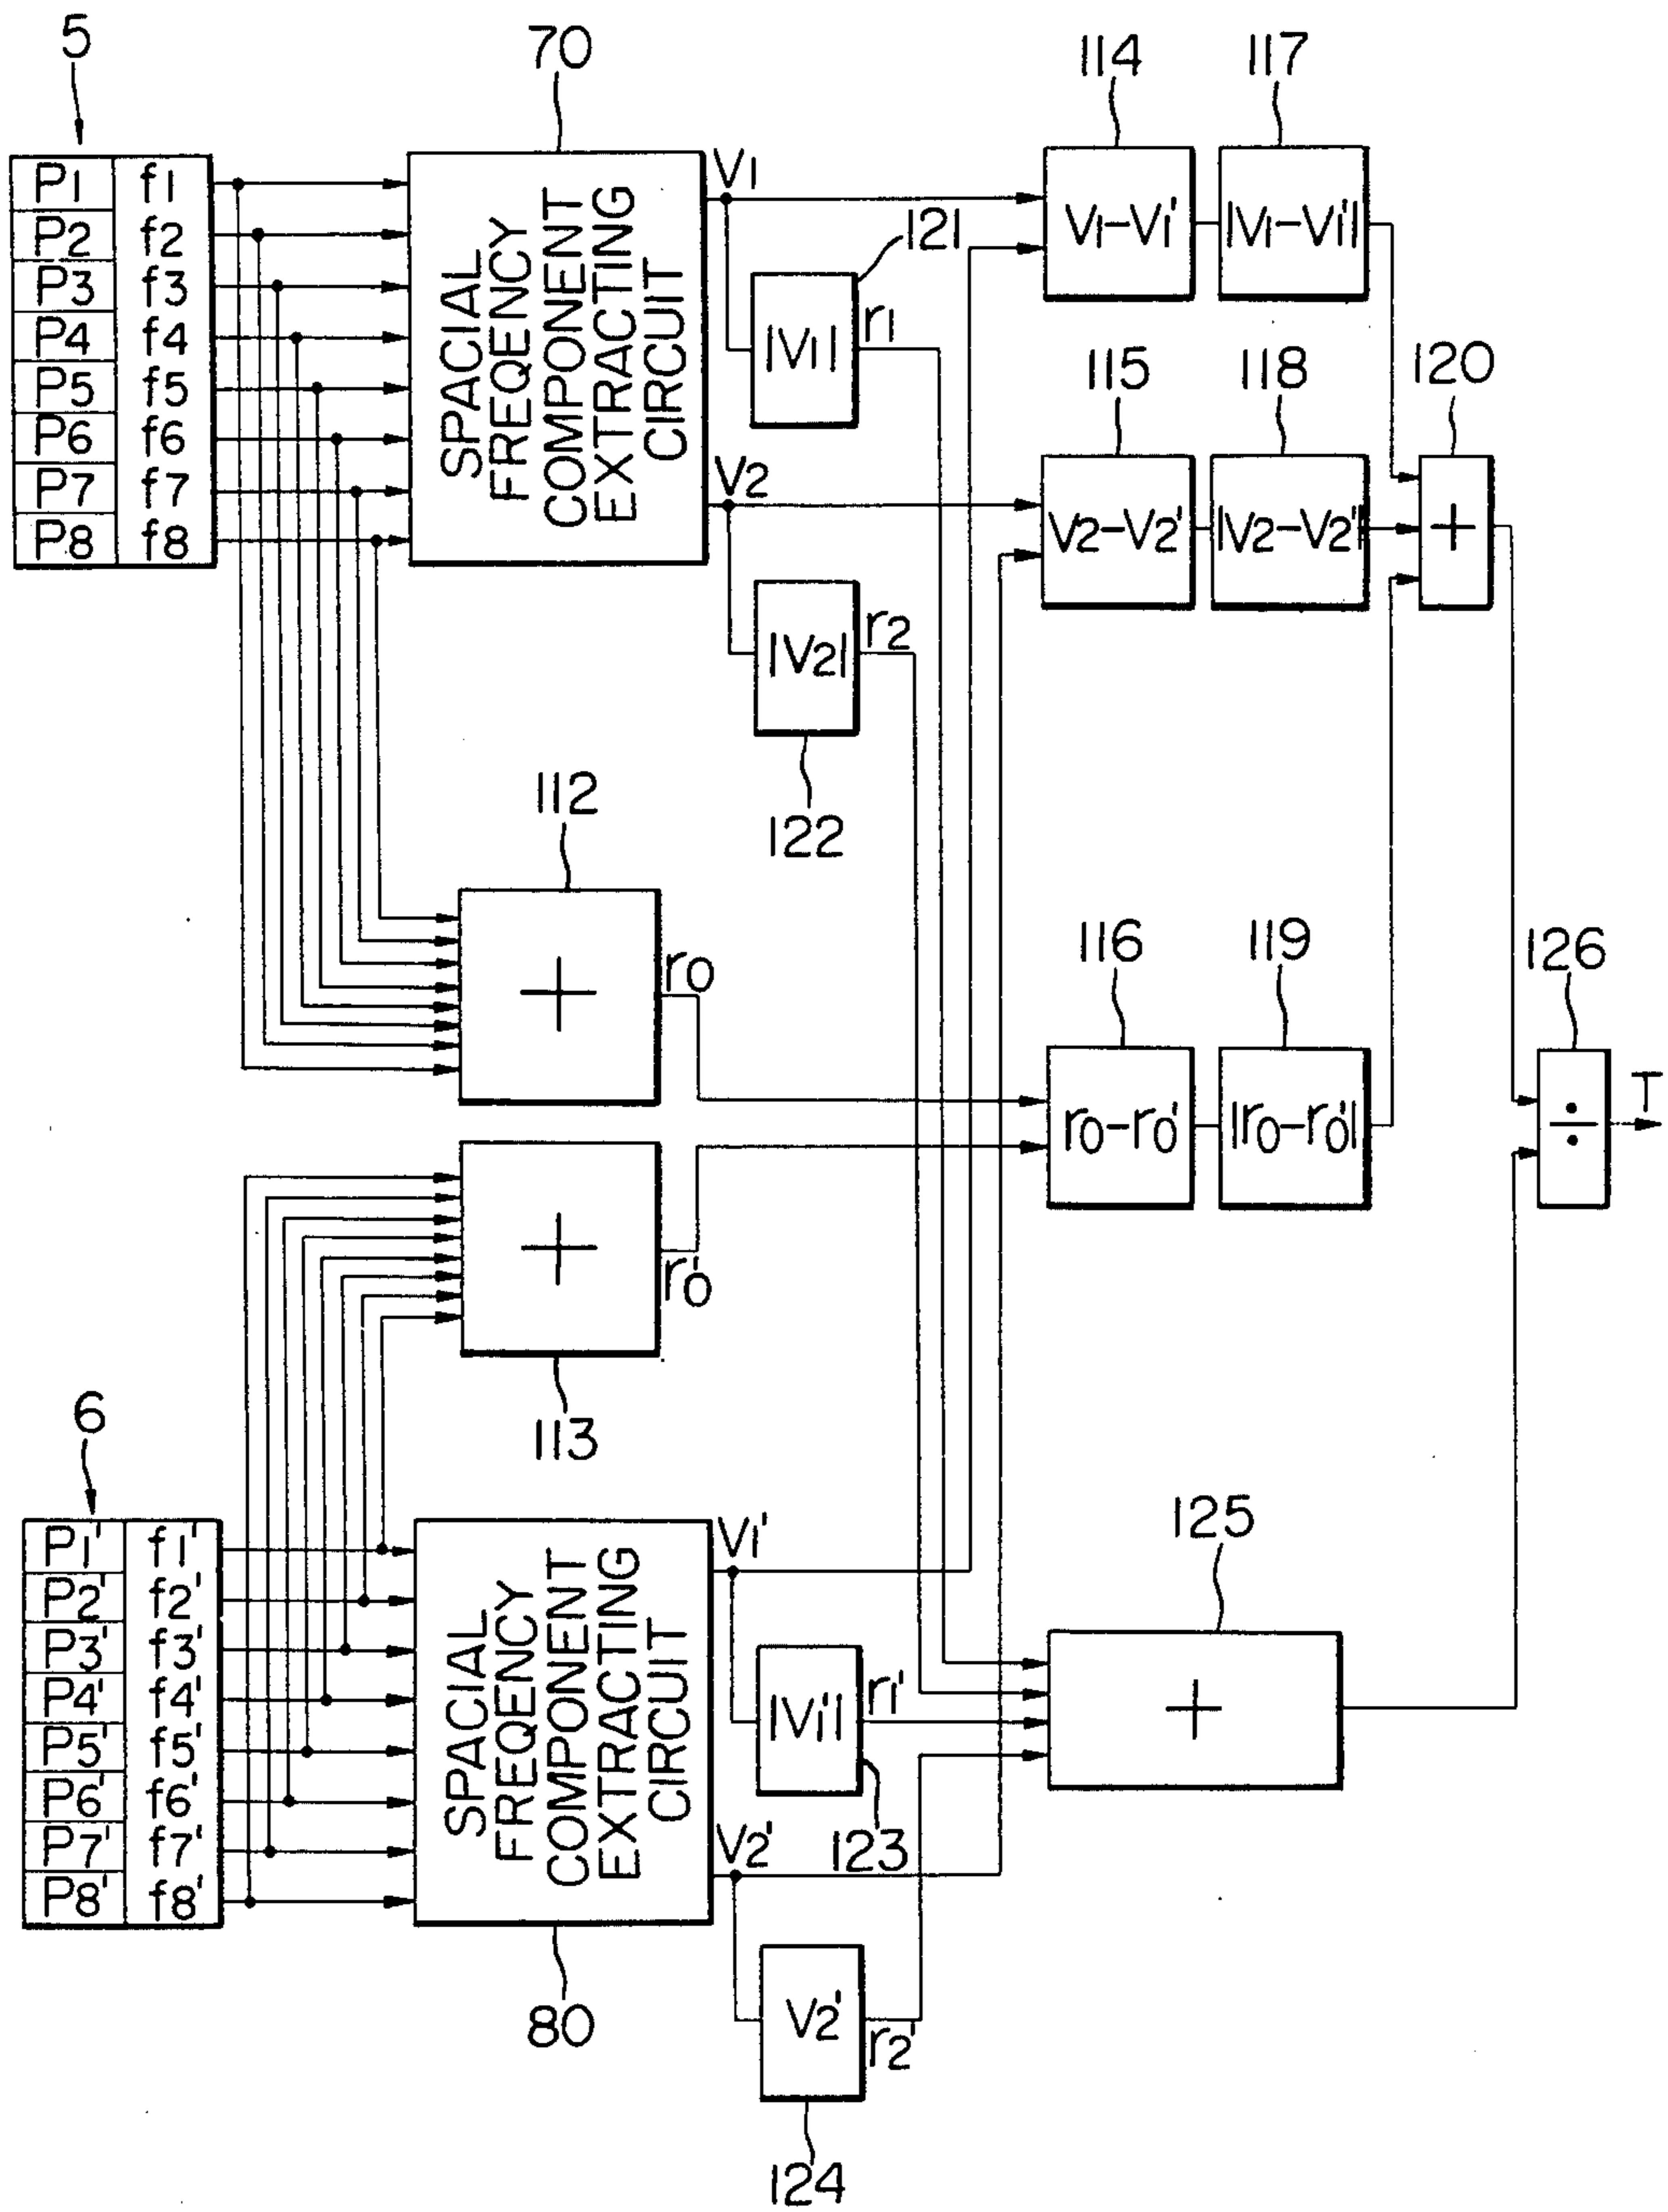 5
70
114
117
P1 f1
P2 f2
P3 f3
P4 f4
P5 f5
P6 f6
P7 f7
P8 f8
SPACIAL
FREQENCY
COMPONENT
EXTRACTING
CIRCUIT
V1
V1-V1'
|V1-V1'|
121
|V1|
r1
115
118
120
V2
V2-V2'
|V2-V2'|
+
|V2|
r2
122
112
+
r0
116
119
126
r0-r0'
|r0-r0'|
÷
T
+
r0'
113
6
P1' f1'
P2' f2'
P3' f3'
P4' f4'
P5' f5'
P6' f6'
P7' f7'
P8' f8'
SPACIAL
FREQENCY
COMPONENT
EXTRACTING
CIRCUIT
80
V1'
|V1'|
r1'
123
125
+
V2'
V2'
r2'
124